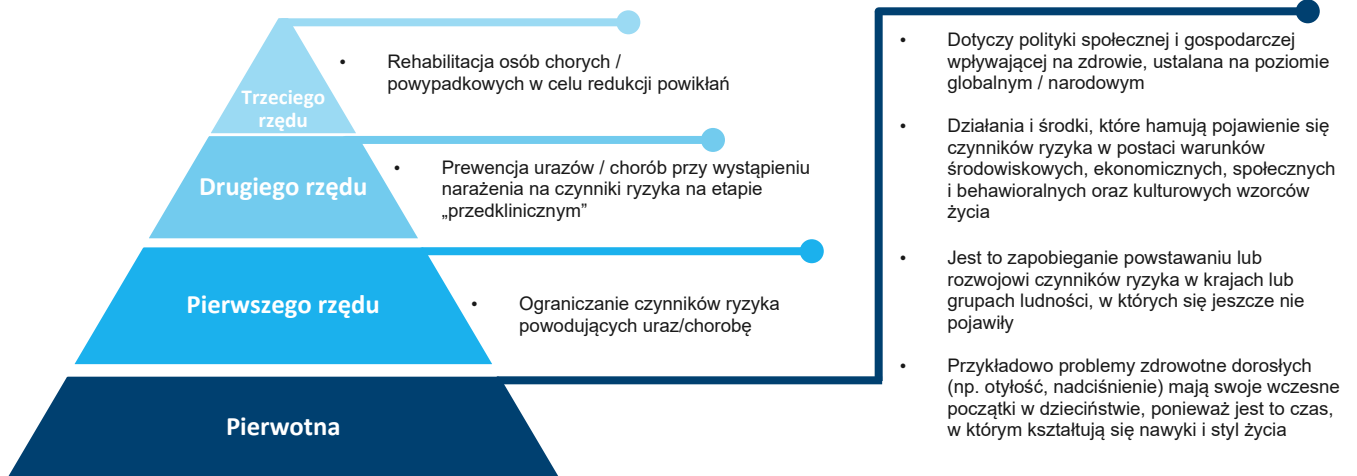 Trzeciego
rzędu
• Rehabilitacja osób chorych /
powypadkowych w celu redukcji powikłań
Drugiego rzędu
• Prewencja urazów / chorób przy wystąpieniu
narażenia na czynniki ryzyka na etapie
„przedklinicznym”
Pierwszego rzędu
• Ograniczanie czynników ryzyka
powodujących uraz/chorobę
Pierwotna
• Dotyczy polityki społecznej i gospodarczej
wpływającej na zdrowie, ustalana na poziomie
globalnym / narodowym
• Działania i środki, które hamują pojawienie się
czynników ryzyka w postaci warunków
środowiskowych, ekonomicznych, społecznych
i behawioralnych oraz kulturowych wzorców
życia
• Jest to zapobieganie powstawaniu lub
rozwojowi czynników ryzyka w krajach lub
grupach ludności, w których się jeszcze nie
pojawiły
• Przykładowo problemy zdrowotne dorosłych
(np. otyłość, nadciśnienie) mają swoje wczesne
początki w dzieciństwie, ponieważ jest to czas,
w którym kształtują się nawyki i styl życia